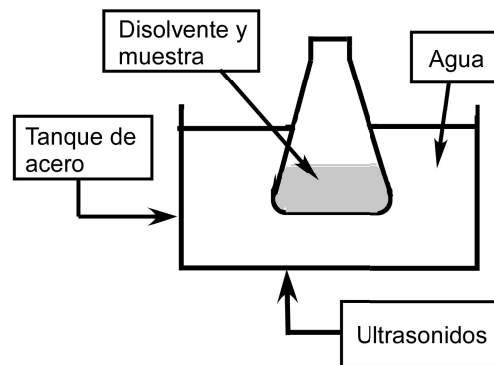 Disolvente y
muestra
Agua
Tanque de
acero
Ultrasonidos